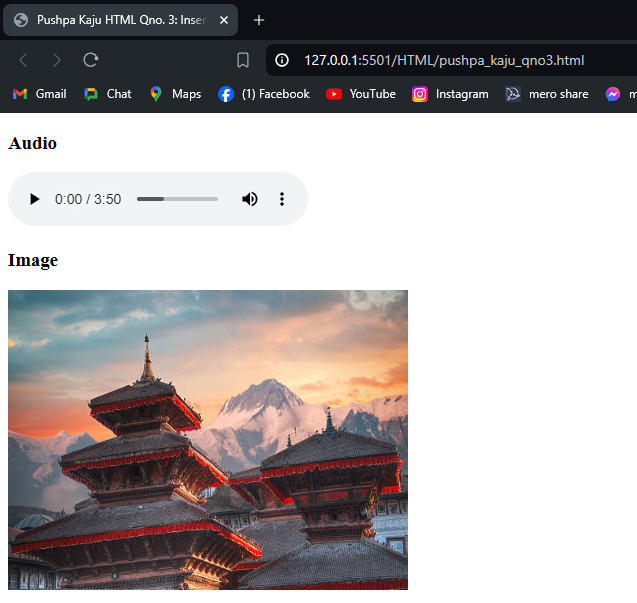 Pushpa Kaju HTML Qno. 3: Inser
127.0.0.1:5501/HTML/pushpa_kaju_qno3.html
Gmail Chat Maps (1) Facebook YouTube Instagram mero share m
Audio
0:00 / 3:50
Image